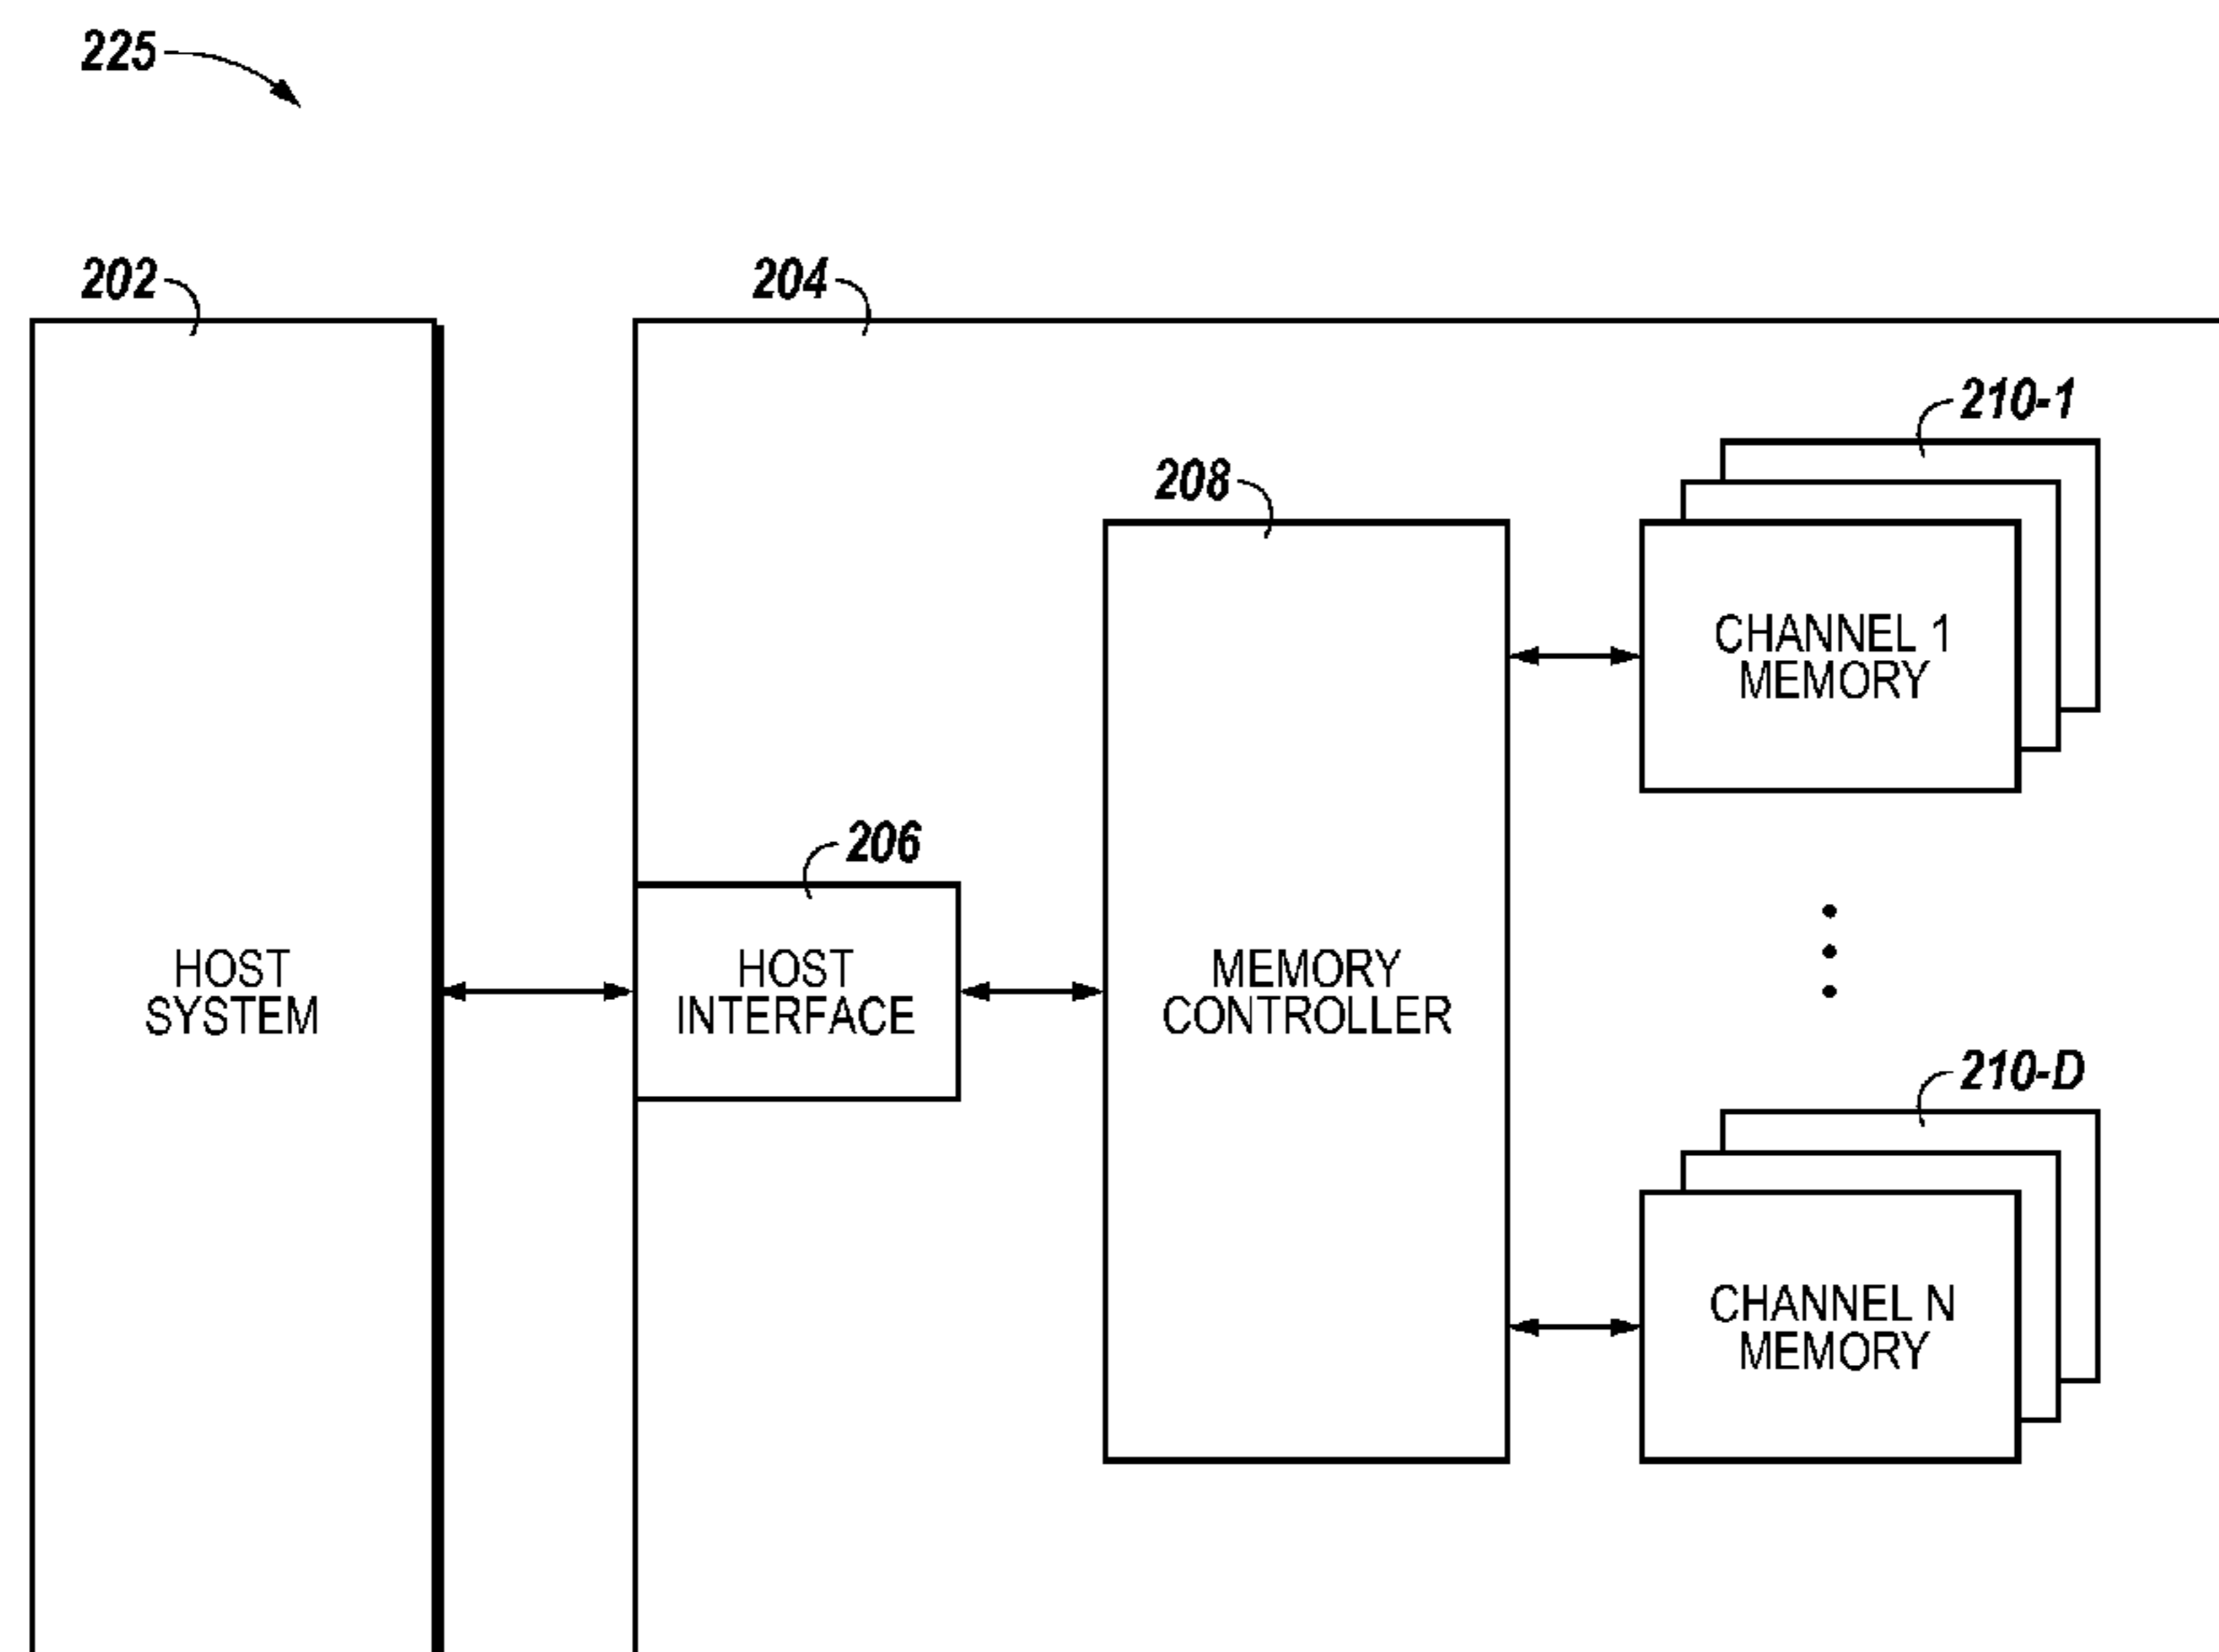 225
202
204
210-1
208
CHANNEL 1
MEMORY
206
HOST
SYSTEM
HOST
INTERFACE
MEMORY
CONTROLLER
210-D
CHANNEL N
MEMORY